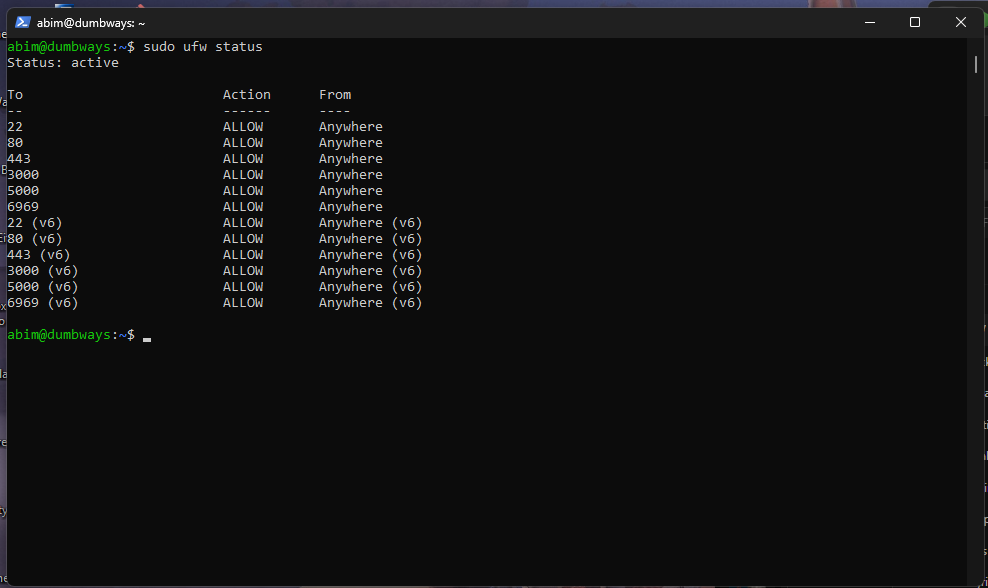 abim@dumbways: ~
abim@dumbways:~$ sudo ufw status
Status: active
To                         Action      From
--                         ------      ----
22                         ALLOW       Anywhere
80                         ALLOW       Anywhere
443                        ALLOW       Anywhere
3000                       ALLOW       Anywhere
5000                       ALLOW       Anywhere
6969                       ALLOW       Anywhere
22 (v6)                    ALLOW       Anywhere (v6)
80 (v6)                    ALLOW       Anywhere (v6)
443 (v6)                   ALLOW       Anywhere (v6)
3000 (v6)                  ALLOW       Anywhere (v6)
5000 (v6)                  ALLOW       Anywhere (v6)
6969 (v6)                  ALLOW       Anywhere (v6)
abim@dumbways:~$